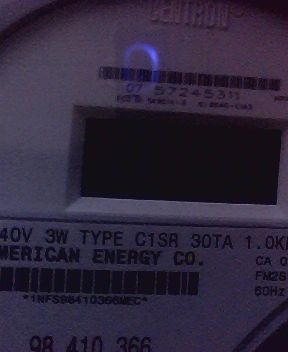 CENTRON
07 57245311
40V 3W TYPE C1SR 30TA 1.0K
MERICAN ENERGY CO.
CA 0
FM2S
60Hz
*1NFS98410366MEC*
98 410 366